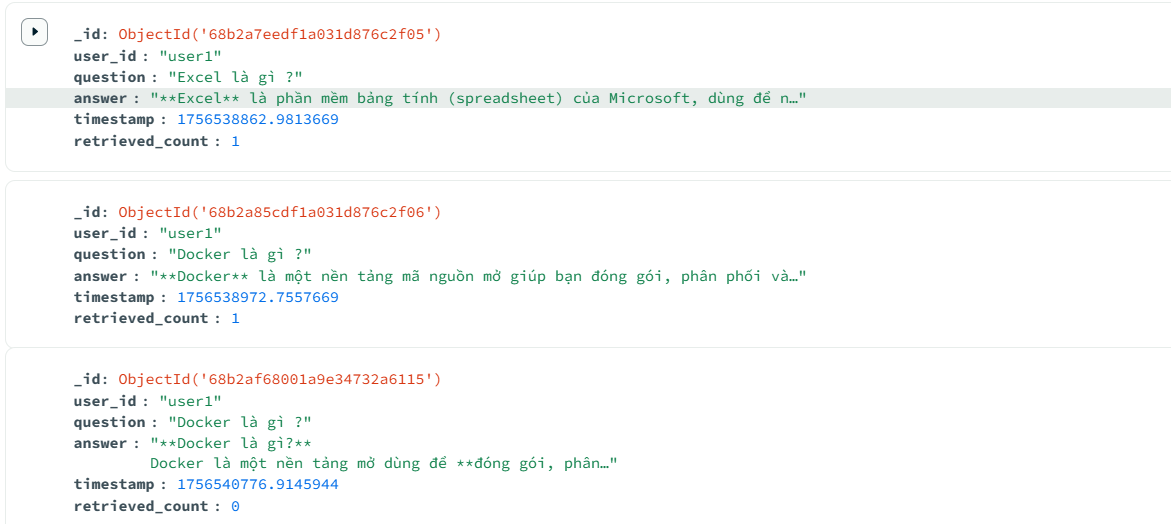 _id: ObjectId('68b2a7eedf1a031d876c2f05')
user_id : "user1"
question : "Excel là gì ?"
answer : "**Excel** là phần mềm bảng tính (spreadsheet) của Microsoft, dùng để n…"
timestamp : 1756538862.9813669
retrieved_count : 1
_id: ObjectId('68b2a85cdf1a031d876c2f06')
user_id : "user1"
question : "Docker là gì ?"
answer : "**Docker** là một nền tảng mã nguồn mở giúp bạn đóng gói, phân phối và…"
timestamp : 1756538972.7557669
retrieved_count : 1
_id: ObjectId('68b2af68001a9e34732a6115')
user_id : "user1"
question : "Docker là gì ?"
answer : "**Docker là gì?**
Docker là một nền tảng mở dùng để **đóng gói, phân…"
timestamp : 1756540776.9145944
retrieved_count : 0